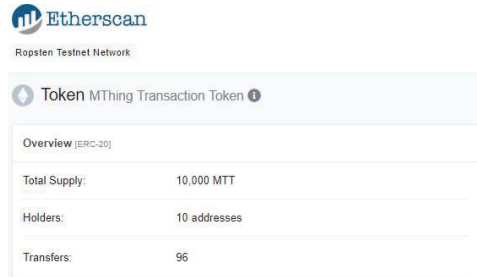 Etherscan
Ropsten Testnet Network
Token MThing Transaction Token
Overview [ERC-20]
Total Supply: 10,000 MTT
Holders: 10 addresses
Transfers: 96